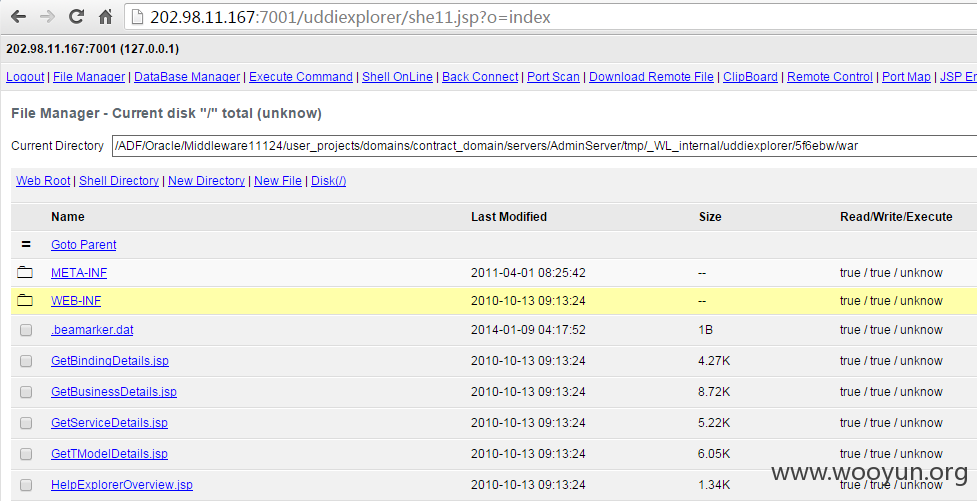 202.98.11.167:7001/uddiexplorer/she11.jsp?o=index
202.98.11.167:7001 (127.0.0.1)
Logout | File Manager | DataBase Manager | Execute Command | Shell OnLine | Back Connect | Port Scan | Download Remote File | ClipBoard | Remote Control | Port Map | JSP En
File Manager - Current disk "/" total (unknow)
Current Directory /ADF/Oracle/Middleware11124/user_projects/domains/contract_domain/servers/AdminServer/tmp/_WL_internal/uddiexplorer/5f6ebw/war
Web Root | Shell Directory | New Directory | New File | Disk(/)
Name Last Modified Size Read/Write/Execute
= Goto Parent
META-INF 2011-04-01 08:25:42 -- true / true / unknow
WEB-INF 2010-10-13 09:13:24 -- true / true / unknow
.beamarker.dat 2014-01-09 04:17:52 1B true / true / unknow
GetBindingDetails.jsp 2010-10-13 09:13:24 4.27K true / true / unknow
GetBusinessDetails.jsp 2010-10-13 09:13:24 8.72K true / true / unknow
GetServiceDetails.jsp 2010-10-13 09:13:24 5.22K true / true / unknow
GetTModelDetails.jsp 2010-10-13 09:13:24 6.05K true / true / unknow
HelpExplorerOverview.jsp 2010-10-13 09:13:24 1.34K true / true / unknow
www.wooyun.org